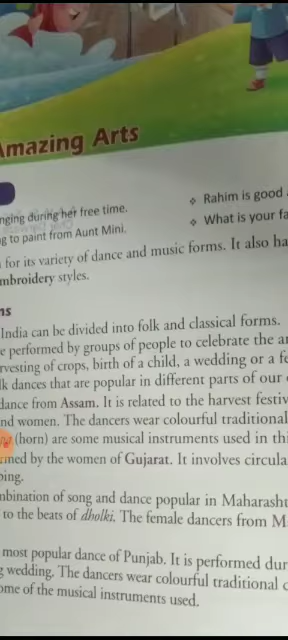 Amazing Arts
nging during her free time.
❖ Rahim is good
g to paint from Aunt Mini.
❖ What is your fa
for its variety of dance and music forms. It also ha
mbroidery styles.
ns
India can be divided into folk and classical forms.
e performed by groups of people to celebrate the ar
rvesting of crops, birth of a child, a wedding or a fe
lk dances that are popular in different parts of our
dance from Assam. It is related to the harvest festiv
nd women. The dancers wear colourful traditional
(horn) are some musical instruments used in thi
rmed by the women of Gujarat. It involves circula
ping.
mbination of song and dance popular in Maharasht
to the beats of dholki. The female dancers from M
most popular dance of Punjab. It is performed dur
g wedding. The dancers wear colourful traditional c
ome of the musical instruments used.